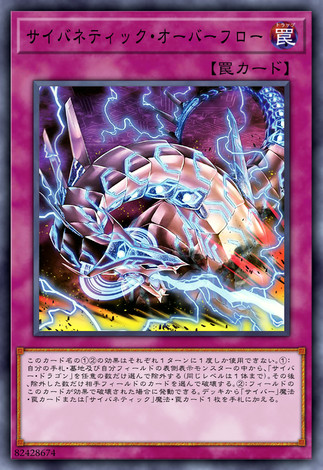 サイバネティック・オーバーフロー
トラップ
罠
【罠カード】
このカード名の①②の効果はそれぞれ１ターンに１度しか使用できない。①：
自分の手札・墓地及び自分フィールドの表側表示モンスターの中から、「サイバ
ー・ドラゴン」を任意の数だけ選んで除外する（同じレベルは１体まで）。その後、
除外した数だけ相手フィールドのカードを選んで破壊する。②：フィールドのこ
のカードが効果で破壊された場合に発動できる。デッキから「サイバー」魔法
・罠カードまたは「サイバネティック」魔法・罠カード１枚を手札に加える。
82428674